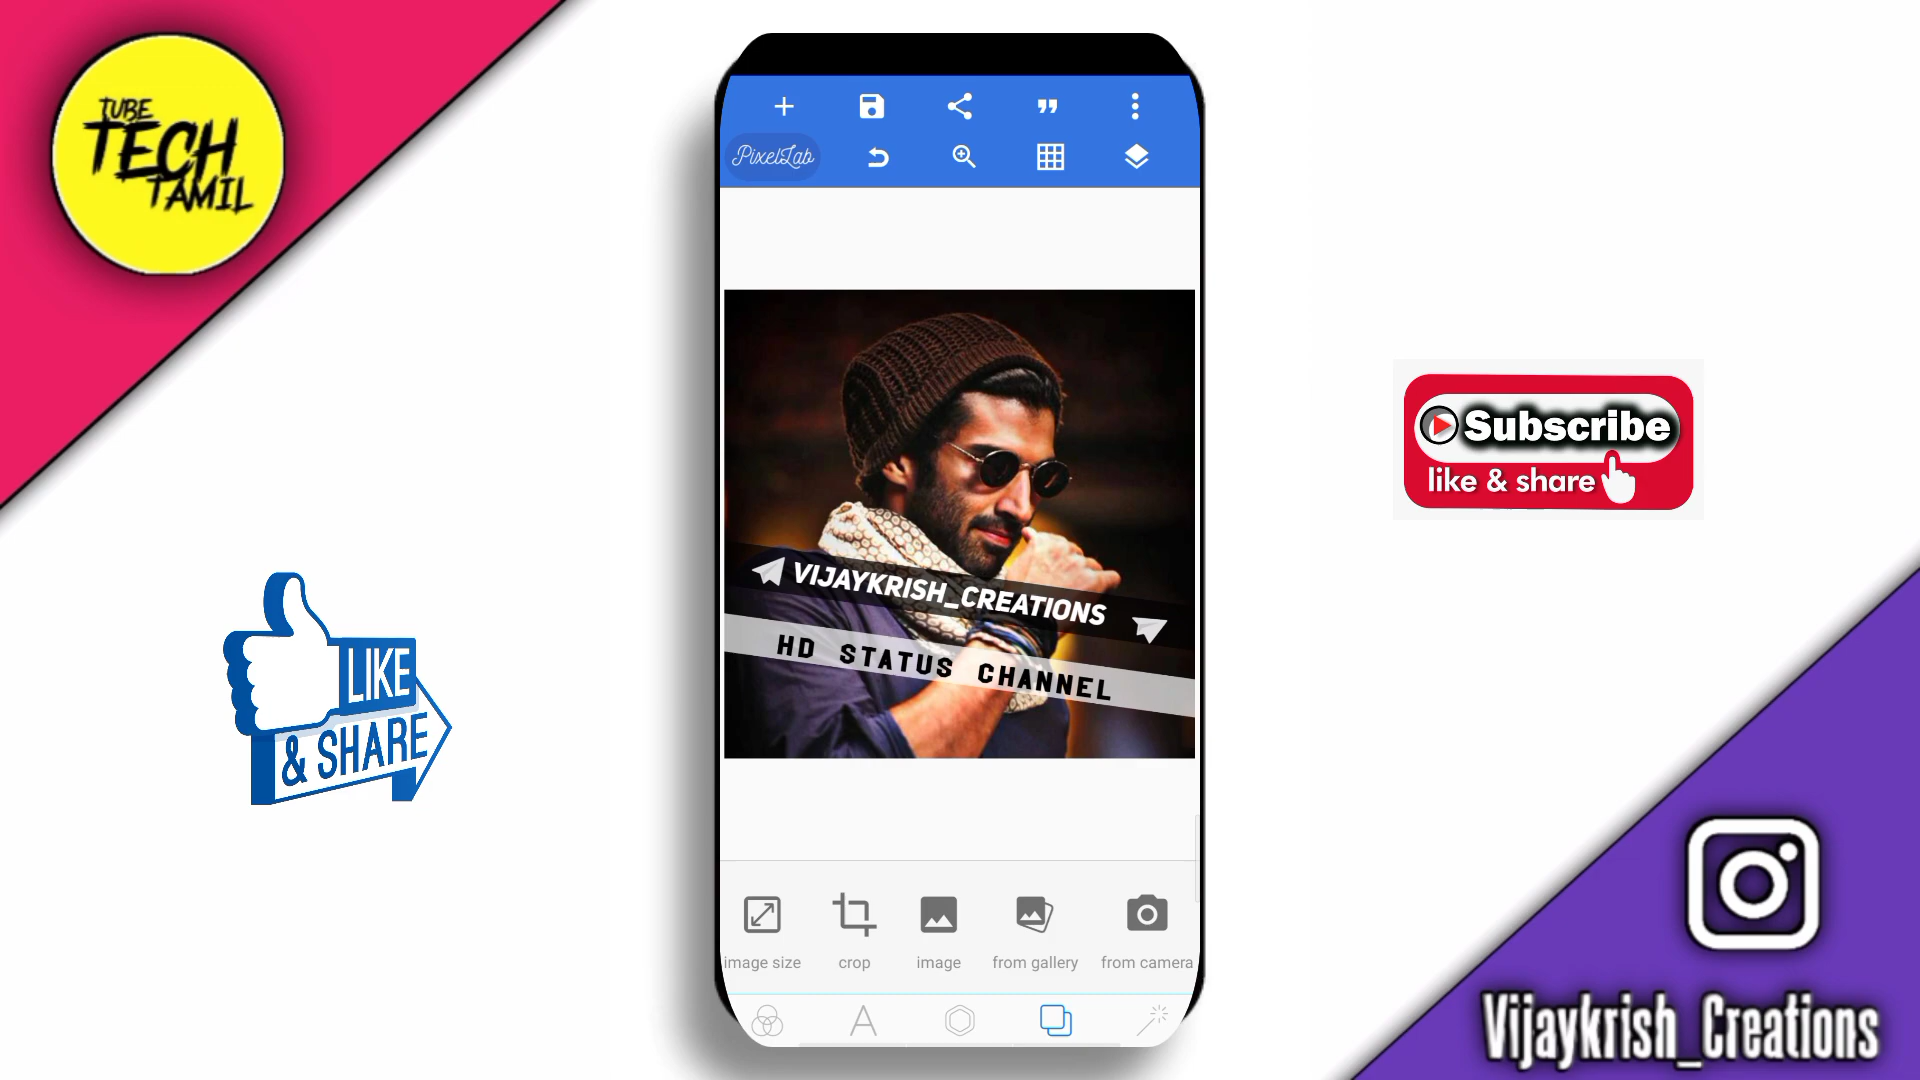 TUBE
TECH
TAMIL
PixelLab
VIJAYKRISH_CREATIONS
HD STATUS CHANNEL
Subscribe
like & share
LIKE
& SHARE
image size
crop
image
from gallery
from camera
Vijaykrish_Creations